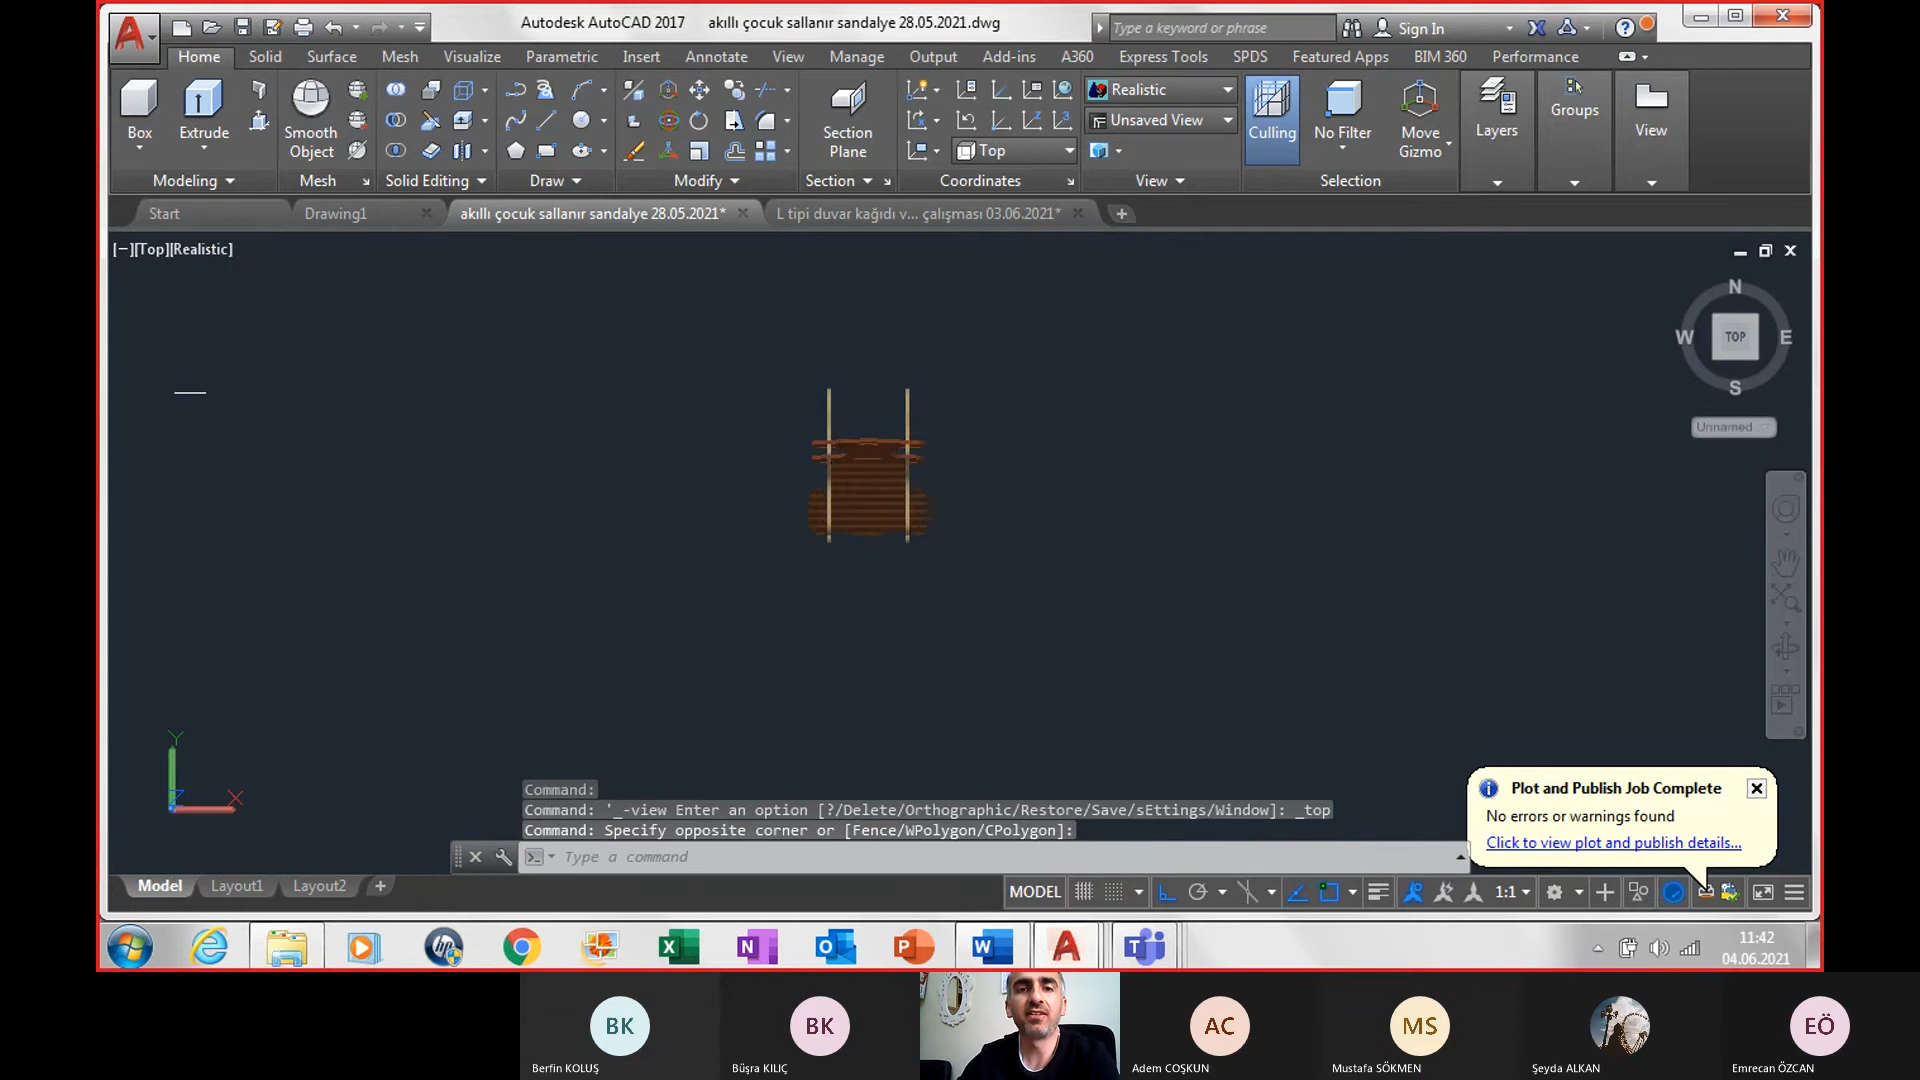 Autodesk AutoCAD 2017 akıllı çocuk sallanır sandalye 28.05.2021.dwg
Type a keyword or phrase
Sign In
Home Solid Surface Mesh Visualize Parametric Insert Annotate View Manage Output Add-ins A360 Express Tools SPDS Featured Apps BIM 360 Performance
Box
Extrude
Smooth
Object
Section
Plane
Realistic
Unsaved View
Top
Culling
No Filter
Move
Gizmo
Layers
Groups
View
Modeling Mesh Solid Editing Draw Modify Section Coordinates View Selection
Start Drawing1 akıllı çocuk sallanır sandalye 28.05.2021* L tipi duvar kağıdı v... çalışması 03.06.2021*
[−][Top][Realistic]
N
W TOP E
S
Unnamed
Y
Z
X
Command:
Command: '_-view Enter an option [?/Delete/Orthographic/Restore/Save/sEttings/Window]: _top
Command: Specify opposite corner or [Fence/WPolygon/CPolygon]:
Type a command
Plot and Publish Job Complete
No errors or warnings found
Click to view plot and publish details...
Model Layout1 Layout2
MODEL 1:1
11:42
04.06.2021
BK
Berfin KOLUŞ
BK
Büşra KILIÇ
AC
Adem COŞKUN
MS
Mustafa SÖKMEN
Şeyda ALKAN
EÖ
Emrecan ÖZCAN